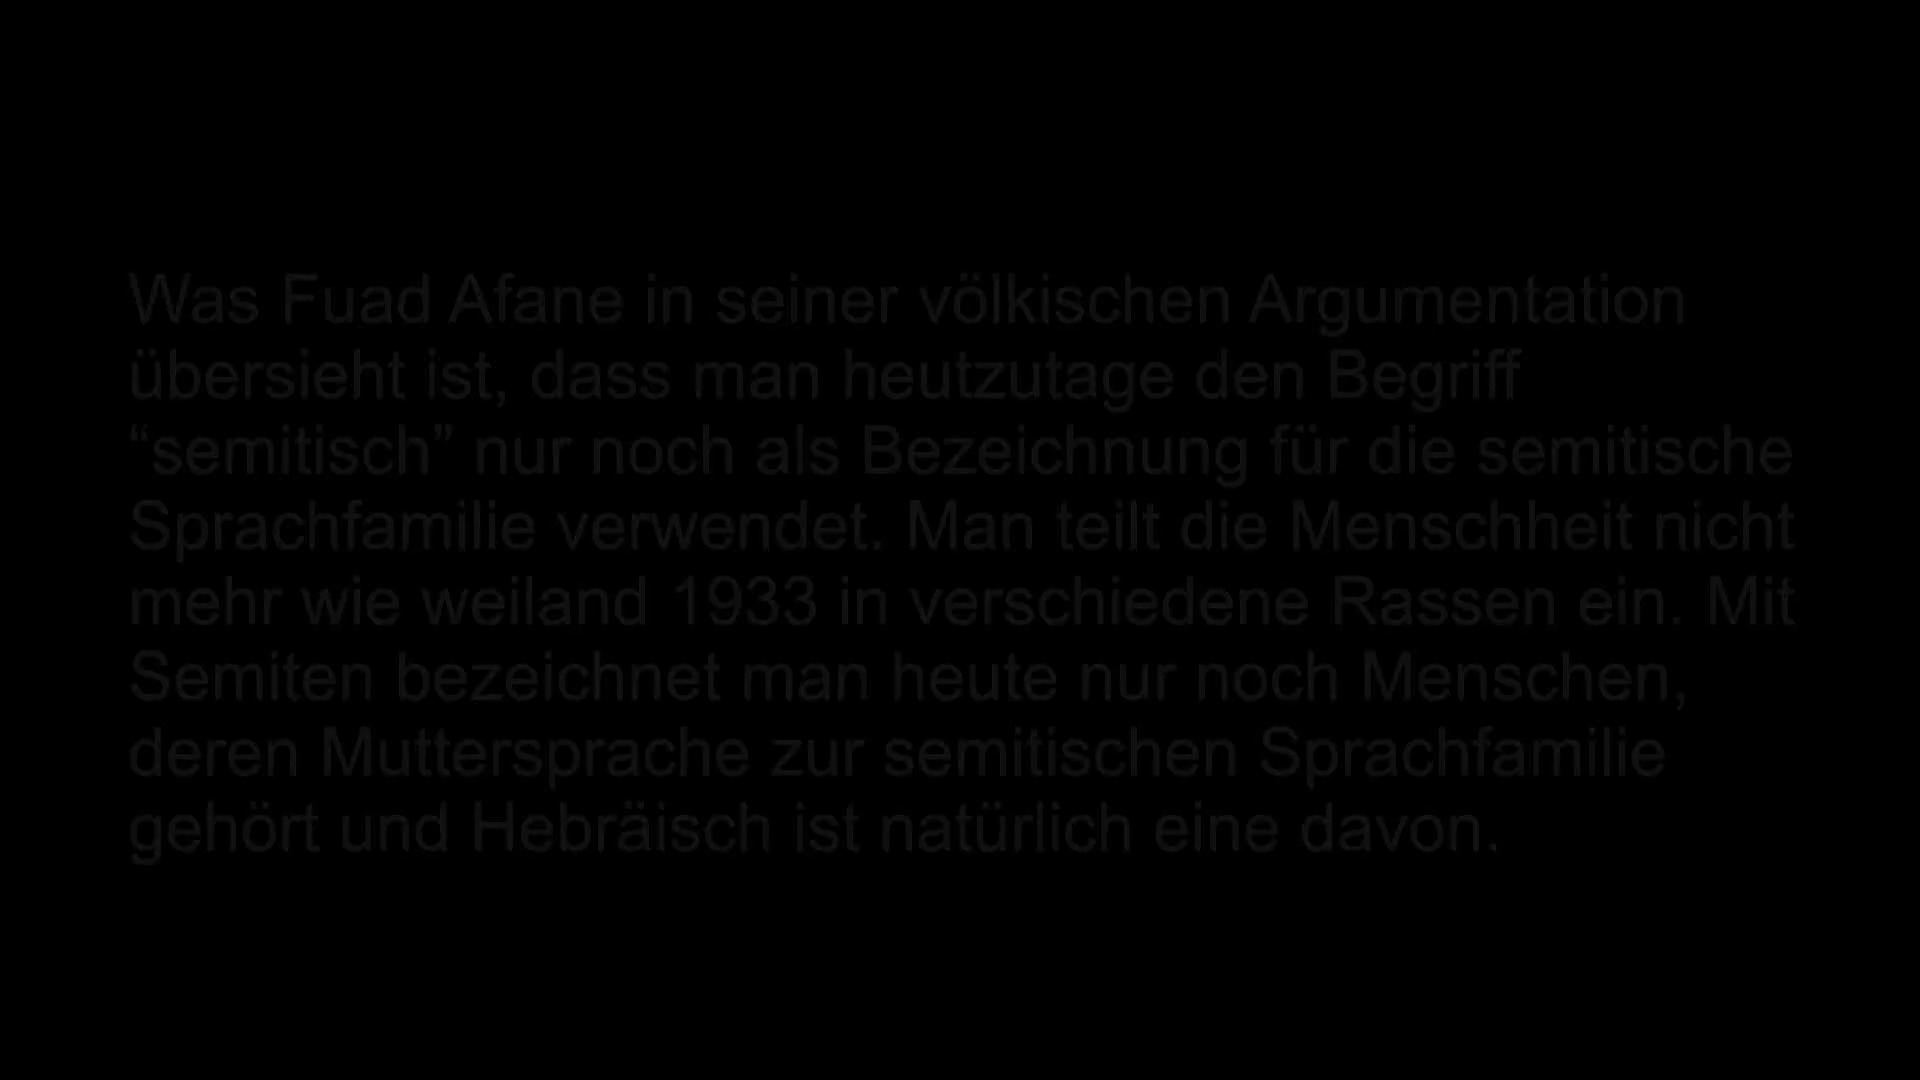 Was Fuad Afane in seiner völkischen Argumentation
übersieht ist, dass man heutzutage den Begriff
“semitisch” nur noch als Bezeichnung für die semitische
Sprachfamilie verwendet. Man teilt die Menschheit nicht
mehr wie weiland 1933 in verschiedene Rassen ein. Mit
Semiten bezeichnet man heute nur noch Menschen,
deren Muttersprache zur semitischen Sprachfamilie
gehört und Hebräisch ist natürlich eine davon.